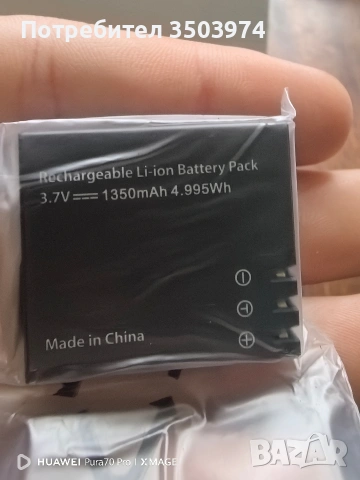 Потребител 3503974
Rechargeable Li-ion Battery Pack
3.7V 1350mAh 4.995Wh
T
Made in China
HUAWEI Pura70 Pro | XMAGE
BAZAR